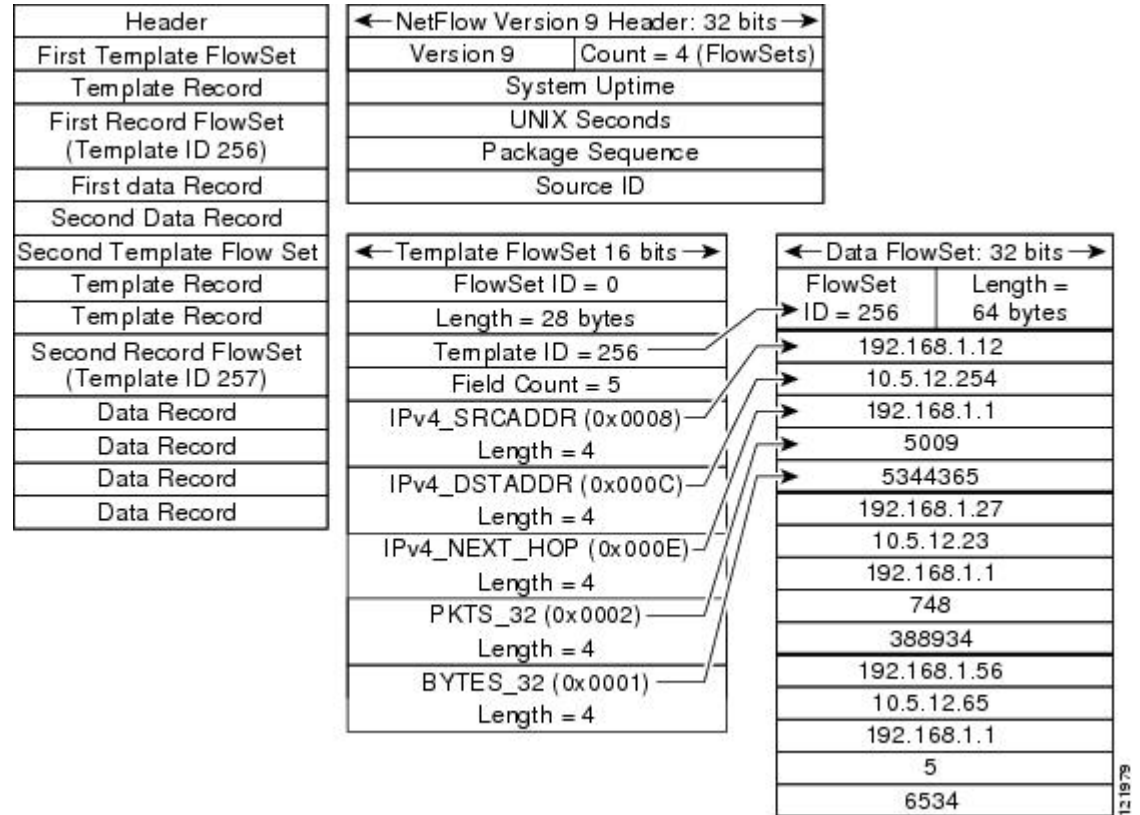 Header
First Template FlowSet
Template Record
First Record FlowSet
(Template ID 256)
First data Record
Second Data Record
Second Template Flow Set
Template Record
Template Record
Second Record FlowSet
(Template ID 257)
Data Record
Data Record
Data Record
Data Record
NetFlow Version 9 Header: 32 bits
Version 9
Count = 4 (FlowSets)
System Uptime
UNIX Seconds
Package Sequence
Source ID
Template FlowSet 16 bits
FlowSet ID = 0
Length = 28 bytes
Template ID = 256
Field Count = 5
IPv4_SRCADDR (0x0008)
Length = 4
IPv4_DSTADDR (0x000C)
Length = 4
IPv4_NEXT_HOP (0x000E)
Length = 4
PKTS_32 (0x0002)
Length = 4
BYTES_32 (0x0001)
Length = 4
Data FlowSet: 32 bits
FlowSet
ID = 256
Length =
64 bytes
192.168.1.12
10.5.12.254
192.168.1.1
5009
5344365
192.168.1.27
10.5.12.23
192.168.1.1
748
388934
192.168.1.56
10.5.12.65
192.168.1.1
5
6534
121979